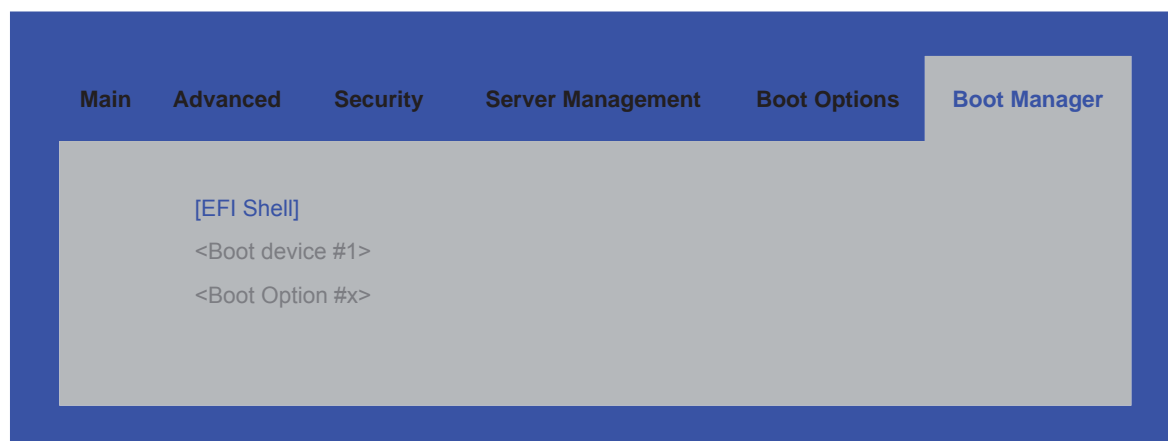 Main Advanced Security Server Management Boot Options Boot Manager
[EFI Shell]
<Boot device #1>
<Boot Option #x>